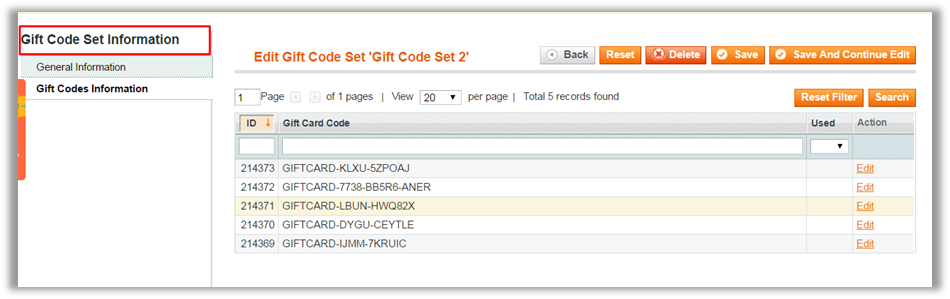 Gift Code Set Information
General Information
Gift Codes Information
Edit Gift Code Set 'Gift Code Set 2'
Back Reset Delete Save Save And Continue Edit
1 Page of 1 pages | View 20 per page | Total 5 records found
Reset Filter Search
ID Gift Card Code Used Action
214373 GIFTCARD-KLXU-5ZPOAJ Edit
214372 GIFTCARD-7738-BB5R6-ANER Edit
214371 GIFTCARD-LBUN-HWQ82X Edit
214370 GIFTCARD-DYGU-CEYTLE Edit
214369 GIFTCARD-IJMM-7KRUIC Edit